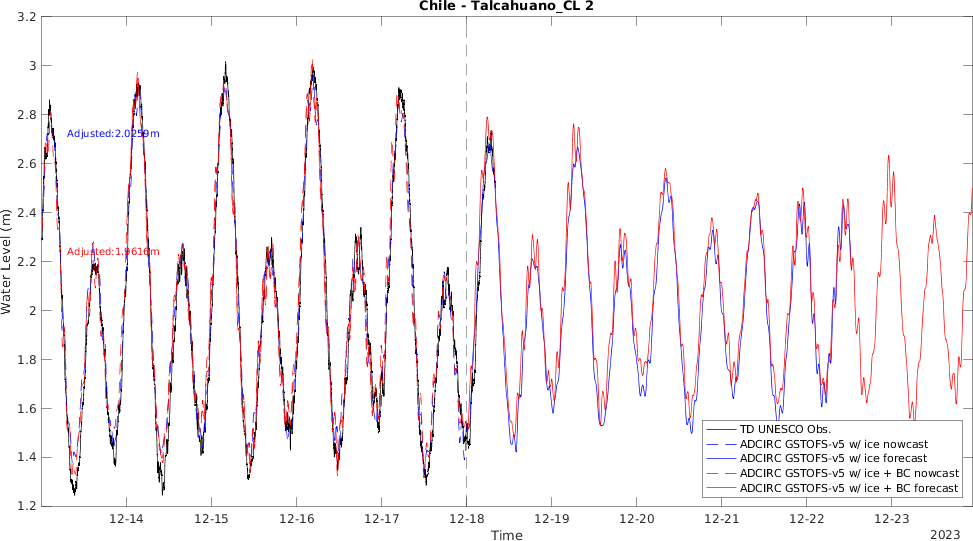 Chile - Talcahuano_CL 2
Water Level (m)
3.2
3
2.8
2.6
2.4
2.2
2
1.8
1.6
1.4
1.2
Adjusted:2.0259m
Adjusted:1.9616m
TD UNESCO Obs.
ADCIRC GSTOFS-v5 w/ ice nowcast
ADCIRC GSTOFS-v5 w/ ice forecast
ADCIRC GSTOFS-v5 w/ ice + BC nowcast
ADCIRC GSTOFS-v5 w/ ice + BC forecast
12-14 12-15 12-16 12-17 12-18 12-19 12-20 12-21 12-22 12-23
Time
2023